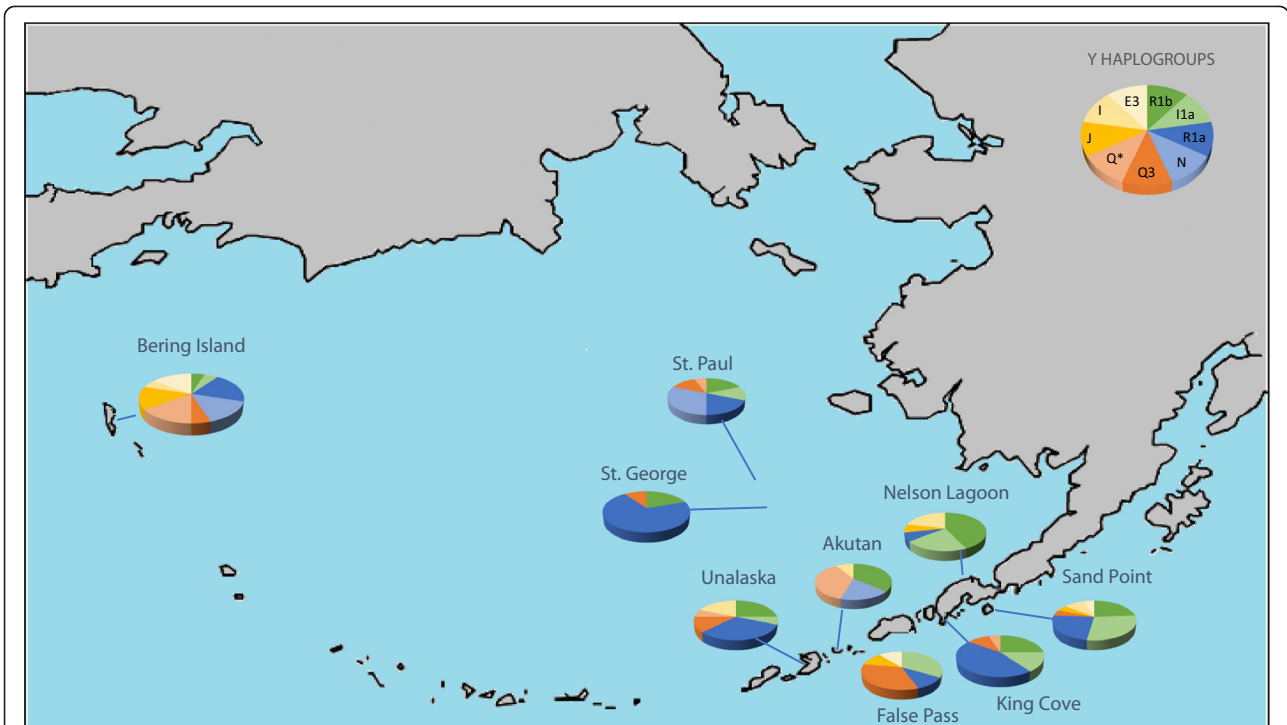 Y HAPLOGROUPS
E3
R1b
I
I1a
J
R1a
Q*
Q3
N
Bering Island
St. Paul
St. George
Nelson Lagoon
Akutan
Unalaska
Sand Point
King Cove
False Pass